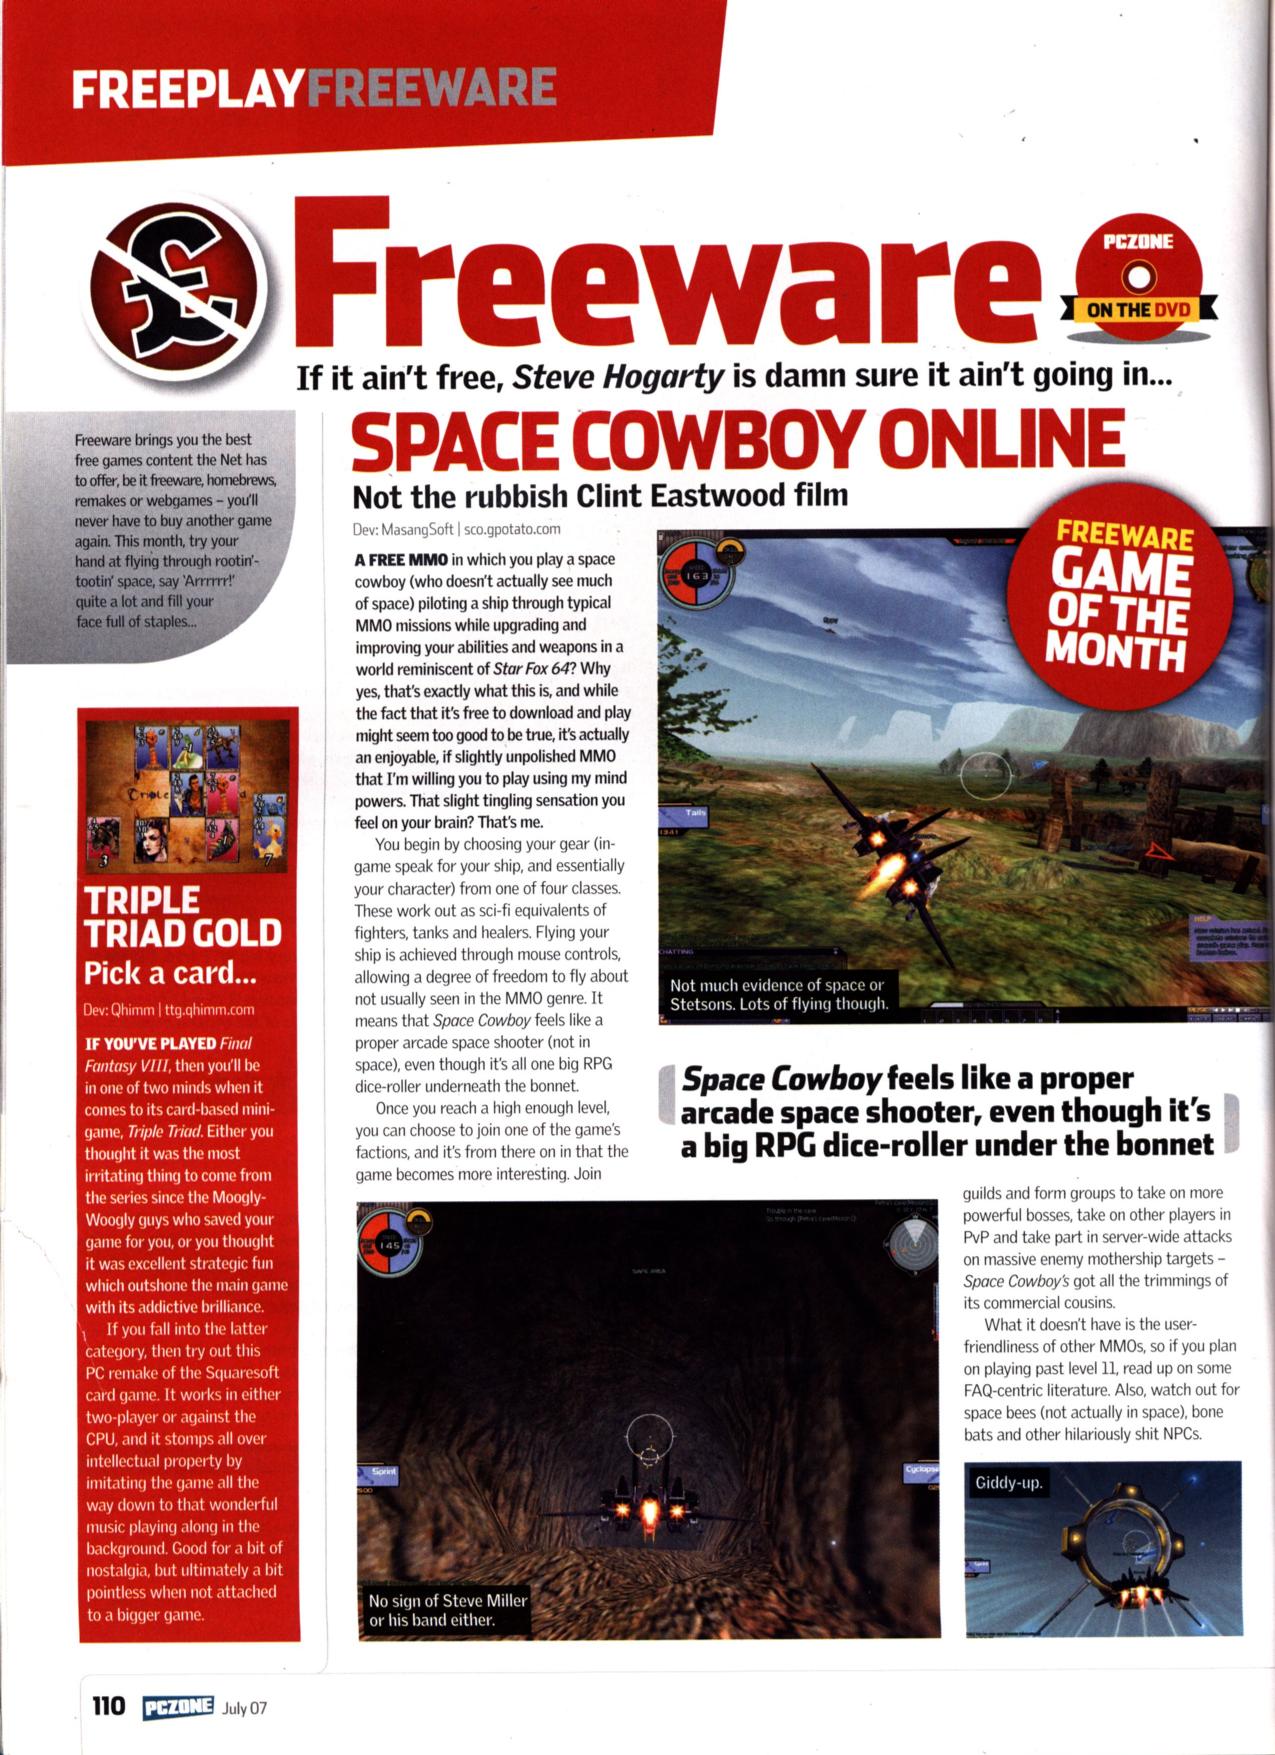 FREEPLAYFREEWARE
£
Freeware
PCZONE
ON THE DVD
If it ain't free, Steve Hogarty is damn sure it ain't going in...
Freeware brings you the best
free games content the Net has
to offer, be it freeware, homebrews,
remakes or webgames – you'll
never have to buy another game
again. This month, try your
hand at flying through rootin'-
tootin' space, say 'Arrrrrr!'
quite a lot and fill your
face full of staples...
TRIPLE
TRIAD GOLD
Pick a card...
Dev: Qhimm | ttg.qhimm.com
IF YOU'VE PLAYED Final
Fantasy VIII, then you'll be
in one of two minds when it
comes to its card-based mini-
game, Triple Triad. Either you
thought it was the most
irritating thing to come from
the series since the Moogly-
Woogly guys who saved your
game for you, or you thought
it was excellent strategic fun
which outshone the main game
with its addictive brilliance.
If you fall into the latter
category, then try out this
PC remake of the Squaresoft
card game. It works in either
two-player or against the
CPU, and it stomps all over
intellectual property by
imitating the game all the
way down to that wonderful
music playing along in the
background. Good for a bit of
nostalgia, but ultimately a bit
pointless when not attached
to a bigger game.
SPACE COWBOY ONLINE
Not the rubbish Clint Eastwood film
Dev: MasangSoft | sco.gpotato.com
A FREE MMO in which you play a space
cowboy (who doesn't actually see much
of space) piloting a ship through typical
MMO missions while upgrading and
improving your abilities and weapons in a
world reminiscent of Star Fox 64? Why
yes, that's exactly what this is, and while
the fact that it's free to download and play
might seem too good to be true, it's actually
an enjoyable, if slightly unpolished MMO
that I'm willing you to play using my mind
powers. That slight tingling sensation you
feel on your brain? That's me.
You begin by choosing your gear (in-
game speak for your ship, and essentially
your character) from one of four classes.
These work out as sci-fi equivalents of
fighters, tanks and healers. Flying your
ship is achieved through mouse controls,
allowing a degree of freedom to fly about
not usually seen in the MMO genre. It
means that Space Cowboy feels like a
proper arcade space shooter (not in
space), even though it's all one big RPG
dice-roller underneath the bonnet.
Once you reach a high enough level,
you can choose to join one of the game's
factions, and it's from there on in that the
game becomes more interesting. Join
FREEWARE
GAME
OF THE
MONTH
163
Tails
1341
CHATTING
HELP
Not much evidence of space or
Stetsons. Lots of flying though.
Space Cowboy feels like a proper
arcade space shooter, even though it's
a big RPG dice-roller under the bonnet
145
SAFE AREA
Sprint
Cyclops
No sign of Steve Miller
or his band either.
guilds and form groups to take on more
powerful bosses, take on other players in
PvP and take part in server-wide attacks
on massive enemy mothership targets –
Space Cowboy's got all the trimmings of
its commercial cousins.
What it doesn't have is the user-
friendliness of other MMOs, so if you plan
on playing past level 11, read up on some
FAQ-centric literature. Also, watch out for
space bees (not actually in space), bone
bats and other hilariously shit NPCs.
Giddy-up.
110 PCZONE July 07